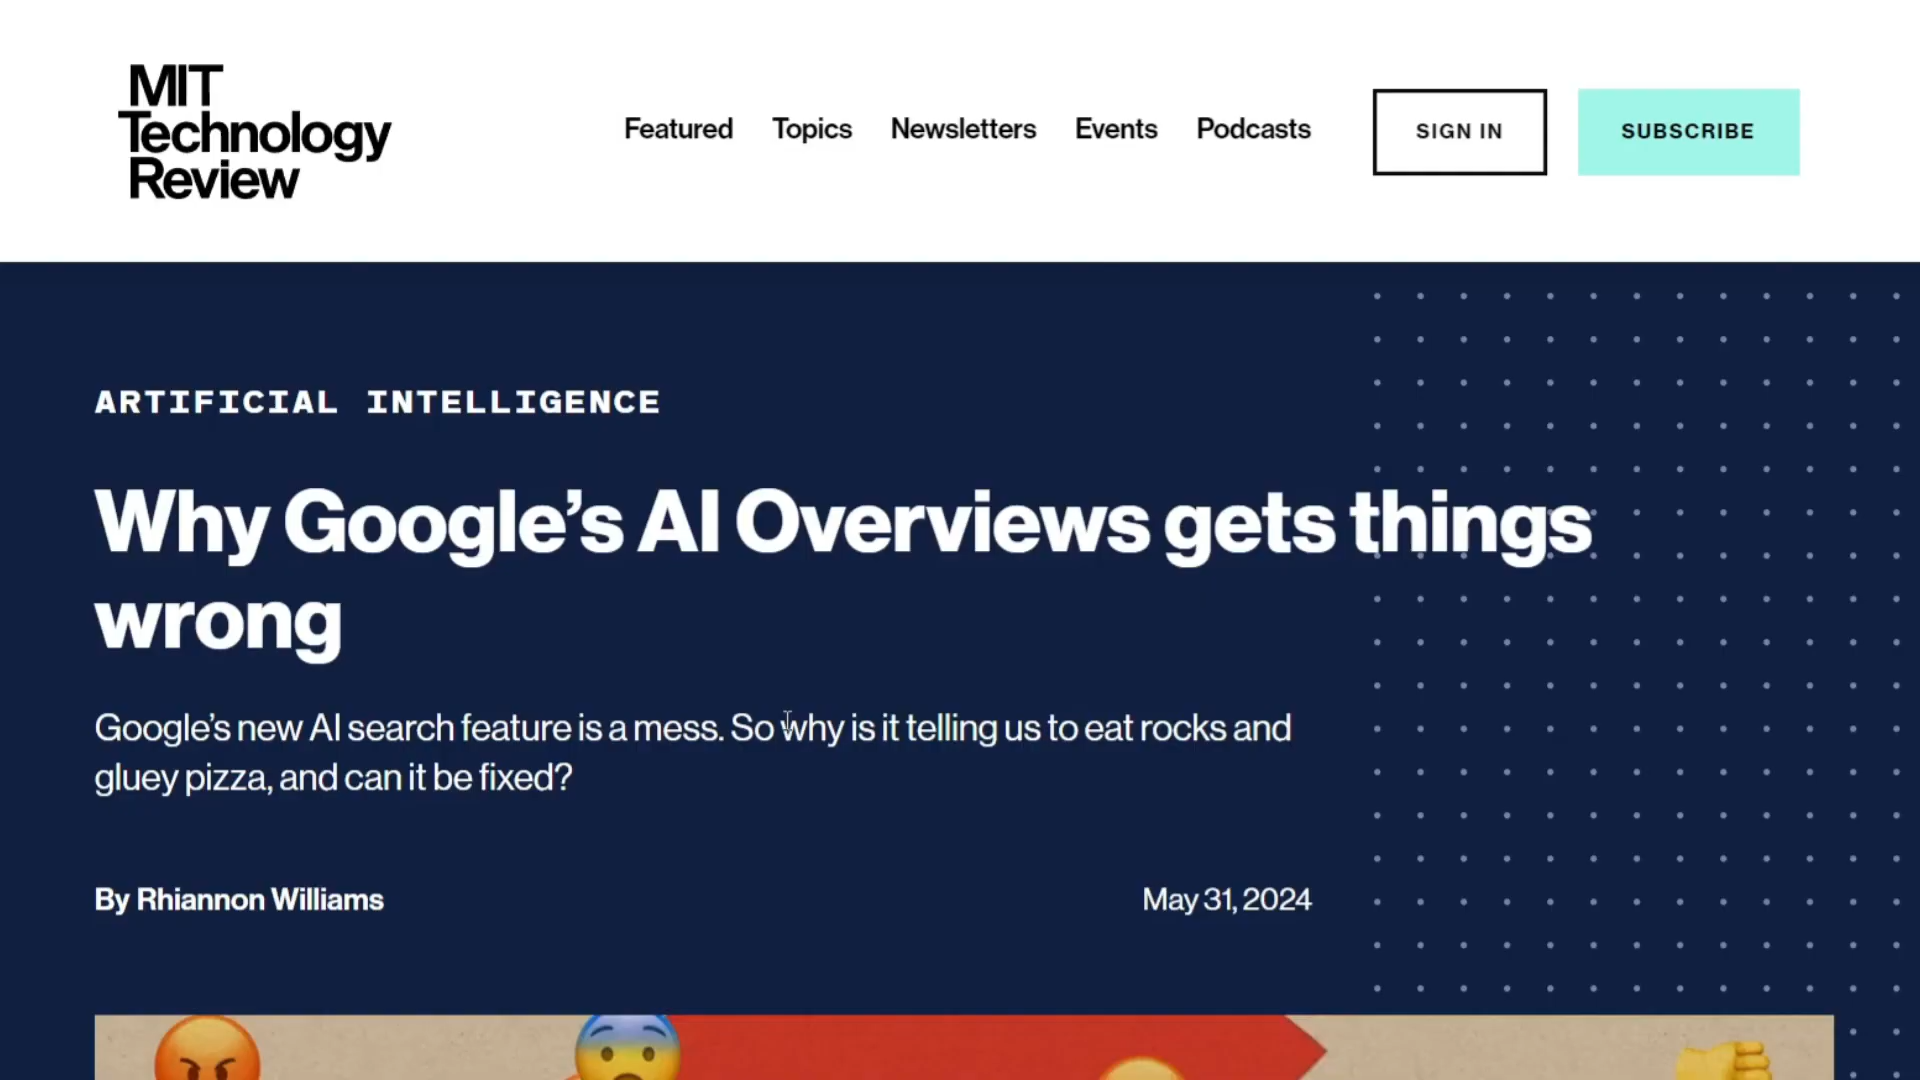 MIT
Technology
Review
Featured Topics Newsletters Events Podcasts SIGN IN SUBSCRIBE
ARTIFICIAL INTELLIGENCE
Why Google’s AI Overviews gets things
wrong
Google’s new AI search feature is a mess. So why is it telling us to eat rocks and
gluey pizza, and can it be fixed?
By Rhiannon Williams May 31, 2024